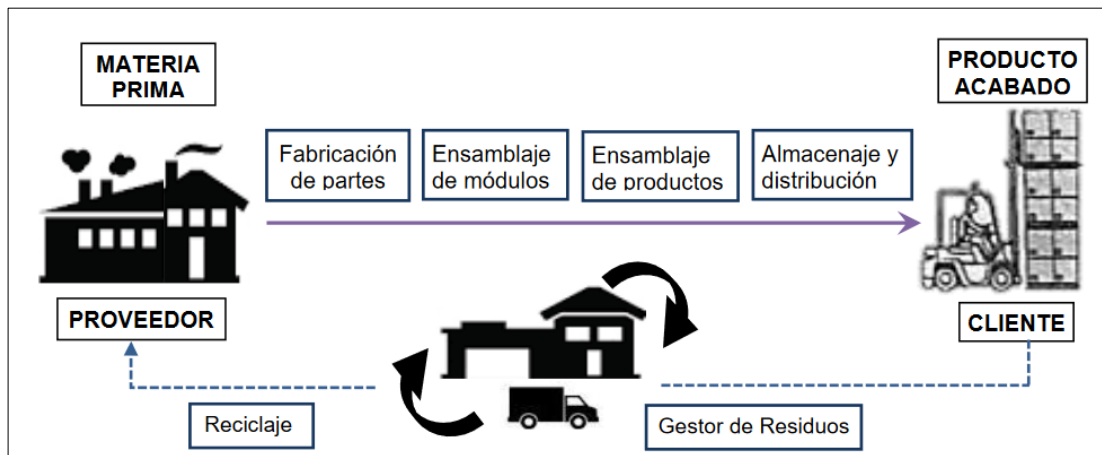 MATERIA
PRIMA
PRODUCTO
ACABADO
Fabricación
de partes
Ensamblaje
de módulos
Ensamblaje
de productos
Almacenaje y
distribución
PROVEEDOR
CLIENTE
Reciclaje
Gestor de Residuos